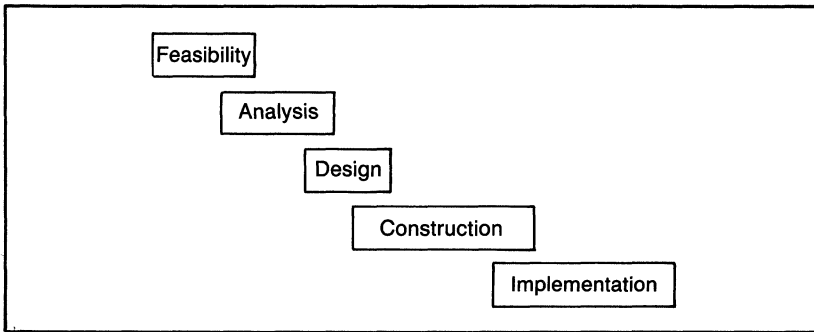 Feasibility
Analysis
Design
Construction
Implementation